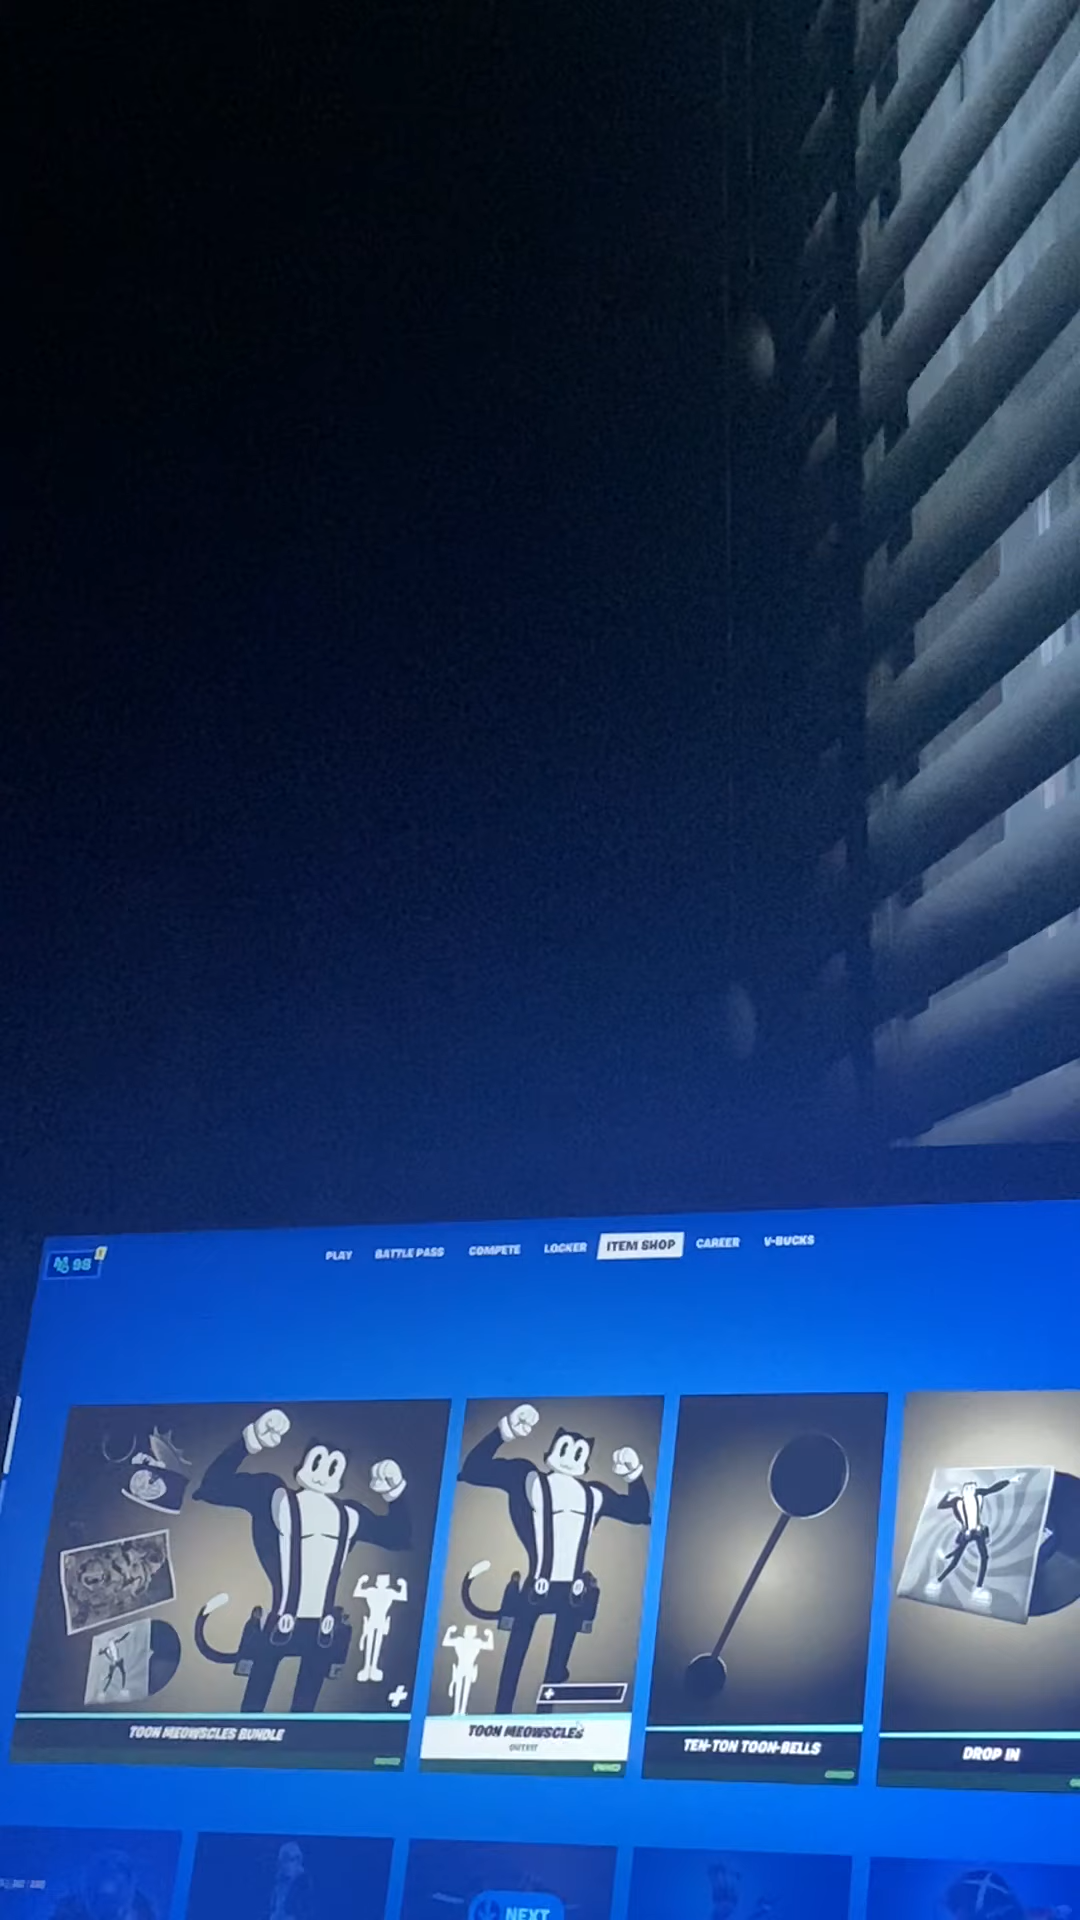 98
PLAY
BATTLE PASS
COMPETE
LOCKER
ITEM SHOP
CAREER
V-BUCKS
TOON MEOWSCLES BUNDLE
TOON MEOWSCLES
OUTFIT
TEN-TON TOON-BELLS
DROP IN
NEXT